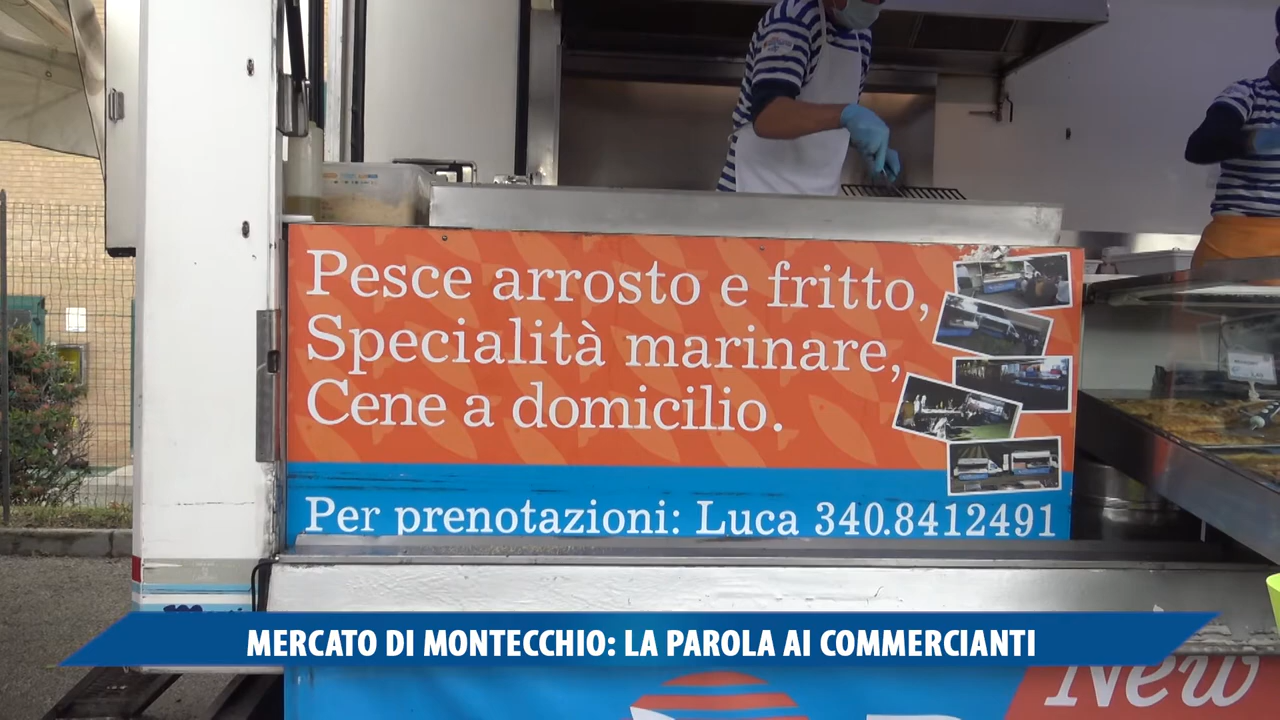 Pesce arrosto e fritto,
Specialità marinare,
Cene a domicilio.
Per prenotazioni: Luca 340.8412491
MERCATO DI MONTECCHIO: LA PAROLA AI COMMERCIANTI
New